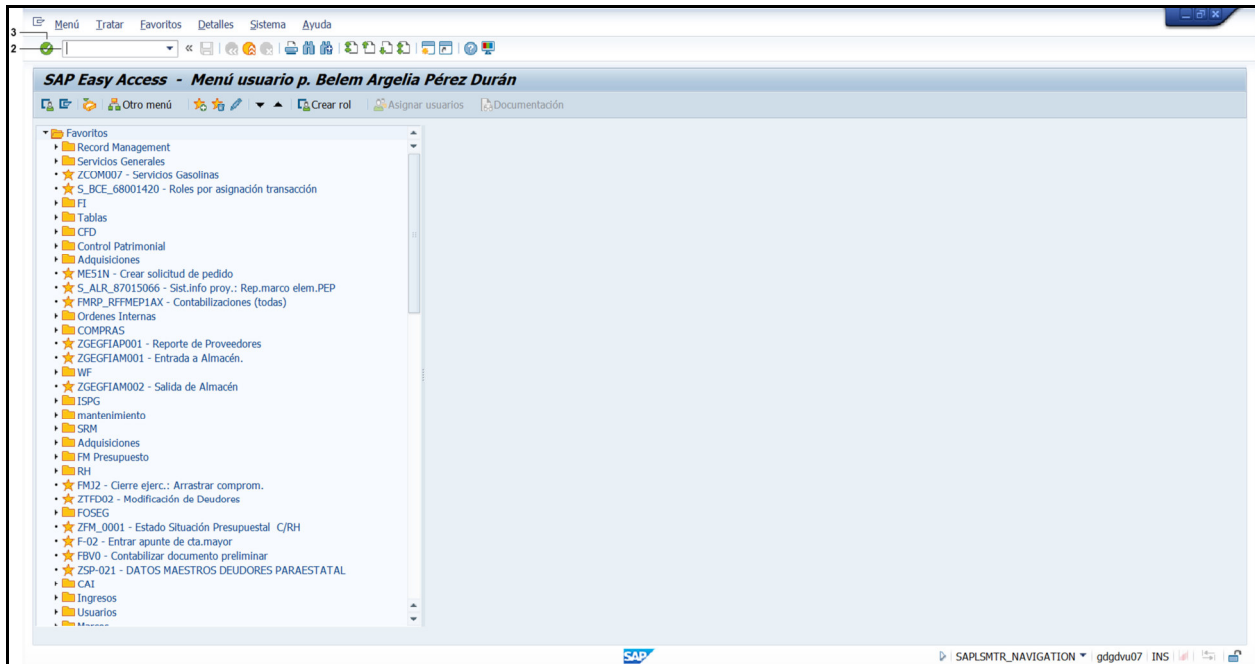 Menú Tratar Favoritos Detalles Sistema Ayuda
3
2
SAP Easy Access - Menú usuario p. Belem Argelia Pérez Durán
Otro menú Crear rol Asignar usuarios Documentación
Favoritos
Record Management
Servicios Generales
ZCOM007 - Servicios Gasolinas
S_BCE_68001420 - Roles por asignación transacción
FI
Tablas
CFD
Control Patrimonial
Adquisiciones
ME51N - Crear solicitud de pedido
S_ALR_87015066 - Sist.info proy.: Rep.marco elem.PEP
FMRP_RFFMEP1AX - Contabilizaciones (todas)
Ordenes Internas
COMPRAS
ZGEGFIAP001 - Reporte de Proveedores
ZGEGFIAM001 - Entrada a Almacén.
WF
ZGEGFIAM002 - Salida de Almacén
ISPG
mantenimiento
SRM
Adquisiciones
FM Presupuesto
RH
FMJ2 - Cierre ejerc.: Arrastrar comprom.
ZTFD02 - Modificación de Deudores
FOSEG
ZFM_0001 - Estado Situación Presupuestal C/RH
F-02 - Entrar apunte de cta.mayor
FBV0 - Contabilizar documento preliminar
ZSP-021 - DATOS MAESTROS DEUDORES PARAESTATAL
CAI
Ingresos
Usuarios
SAP
SAPLSMTR_NAVIGATION gdgdvu07 INS